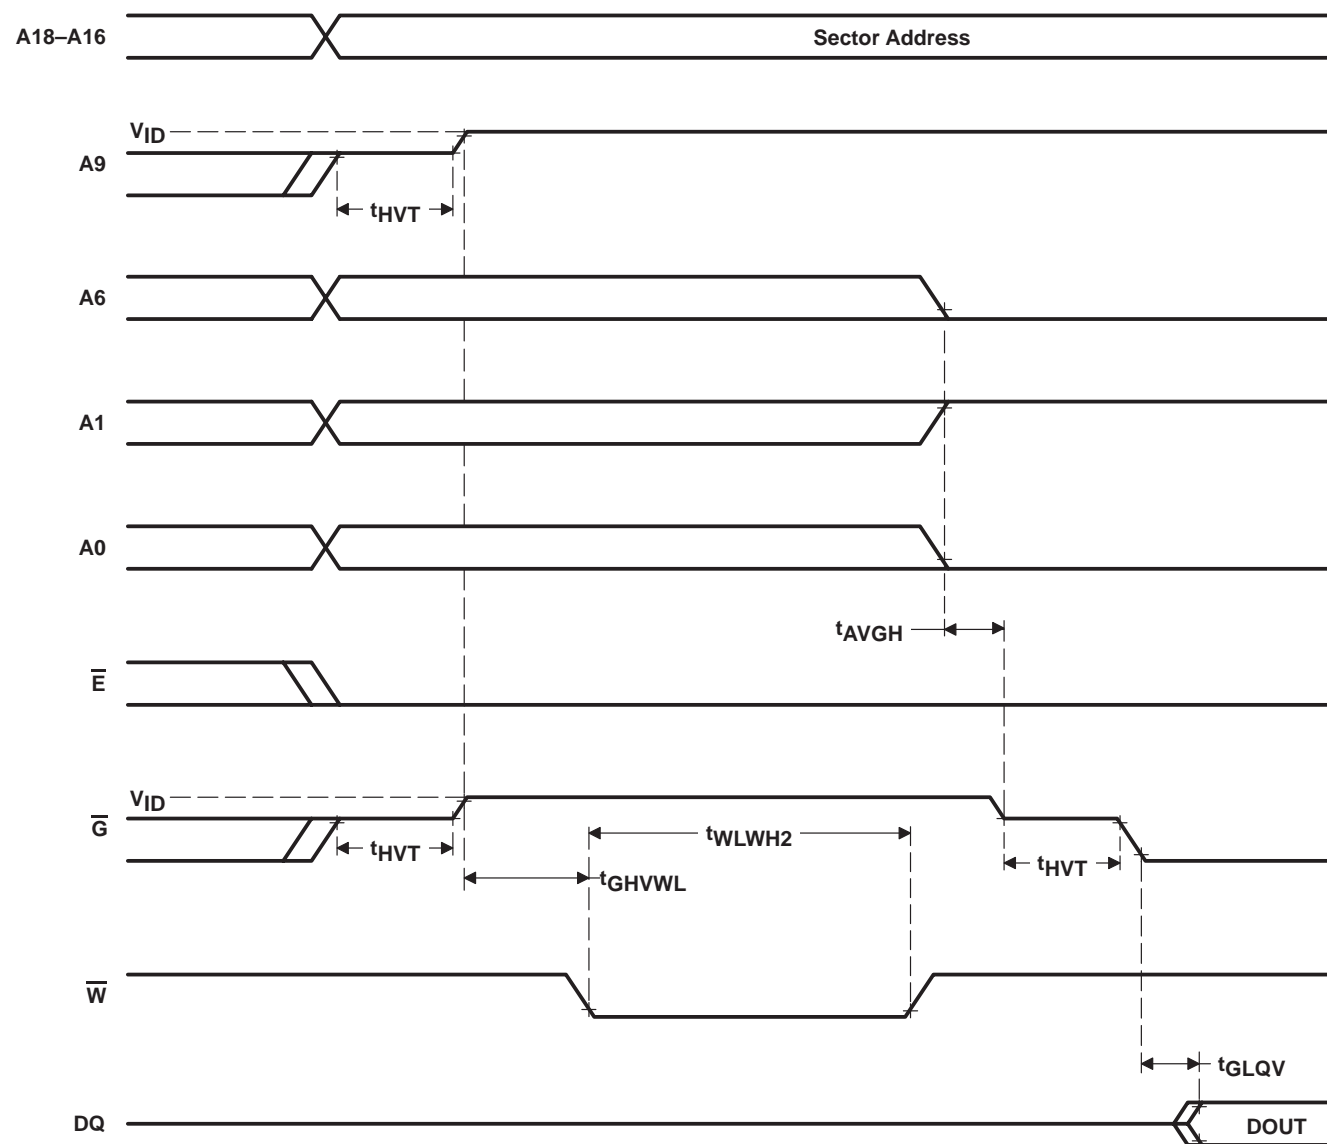 A18–A16 Sector Address
VID
A9
tHVT
A6
A1
A0
tAVGH
E̅
VID
G̅
tHVT tWLWH2 tHVT
tGHVWL
W̅
tGLQV
DQ DOUT